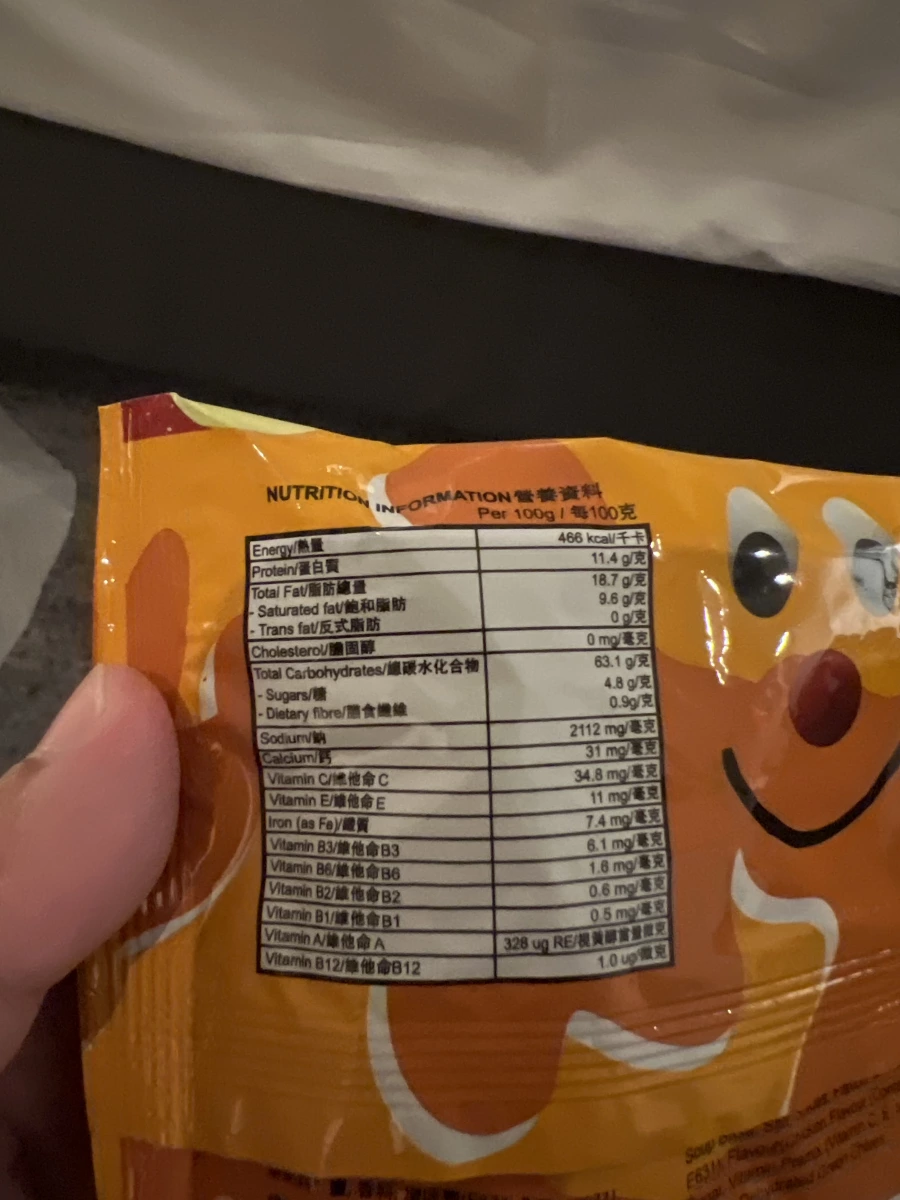 NUTRITION INFORMATION 營養資料
Per 100g / 每100克
Energy/熱量 466 kcal/千卡
Protein/蛋白質 11.4 g/克
Total Fat/脂肪總量 18.7 g/克
- Saturated fat/飽和脂肪 9.6 g/克
- Trans fat/反式脂肪 0 g/克
Cholesterol/膽固醇 0 mg/毫克
Total Carbohydrates/總碳水化合物 63.1 g/克
- Sugars/糖 4.8 g/克
- Dietary fibre/膳食纖維 0.9g/克
Sodium/鈉 2112 mg/毫克
Calcium/鈣 31 mg/毫克
Vitamin C/維他命 C 34.8 mg/毫克
Vitamin E/維他命 E 11 mg/毫克
Iron (as Fe)/鐵質 7.4 mg/毫克
Vitamin B3/維他命B3 6.1 mg/毫克
Vitamin B6/維他命B6 1.6 mg/毫克
Vitamin B2/維他命B2 0.6 mg/毫克
Vitamin B1/維他命B1 0.5 mg/毫克
Vitamin A/維他命 A 328 ug RE/視黃醇當量微克
Vitamin B12/維他命B12 1.0 ug/微克
Soup
E631), Flavour